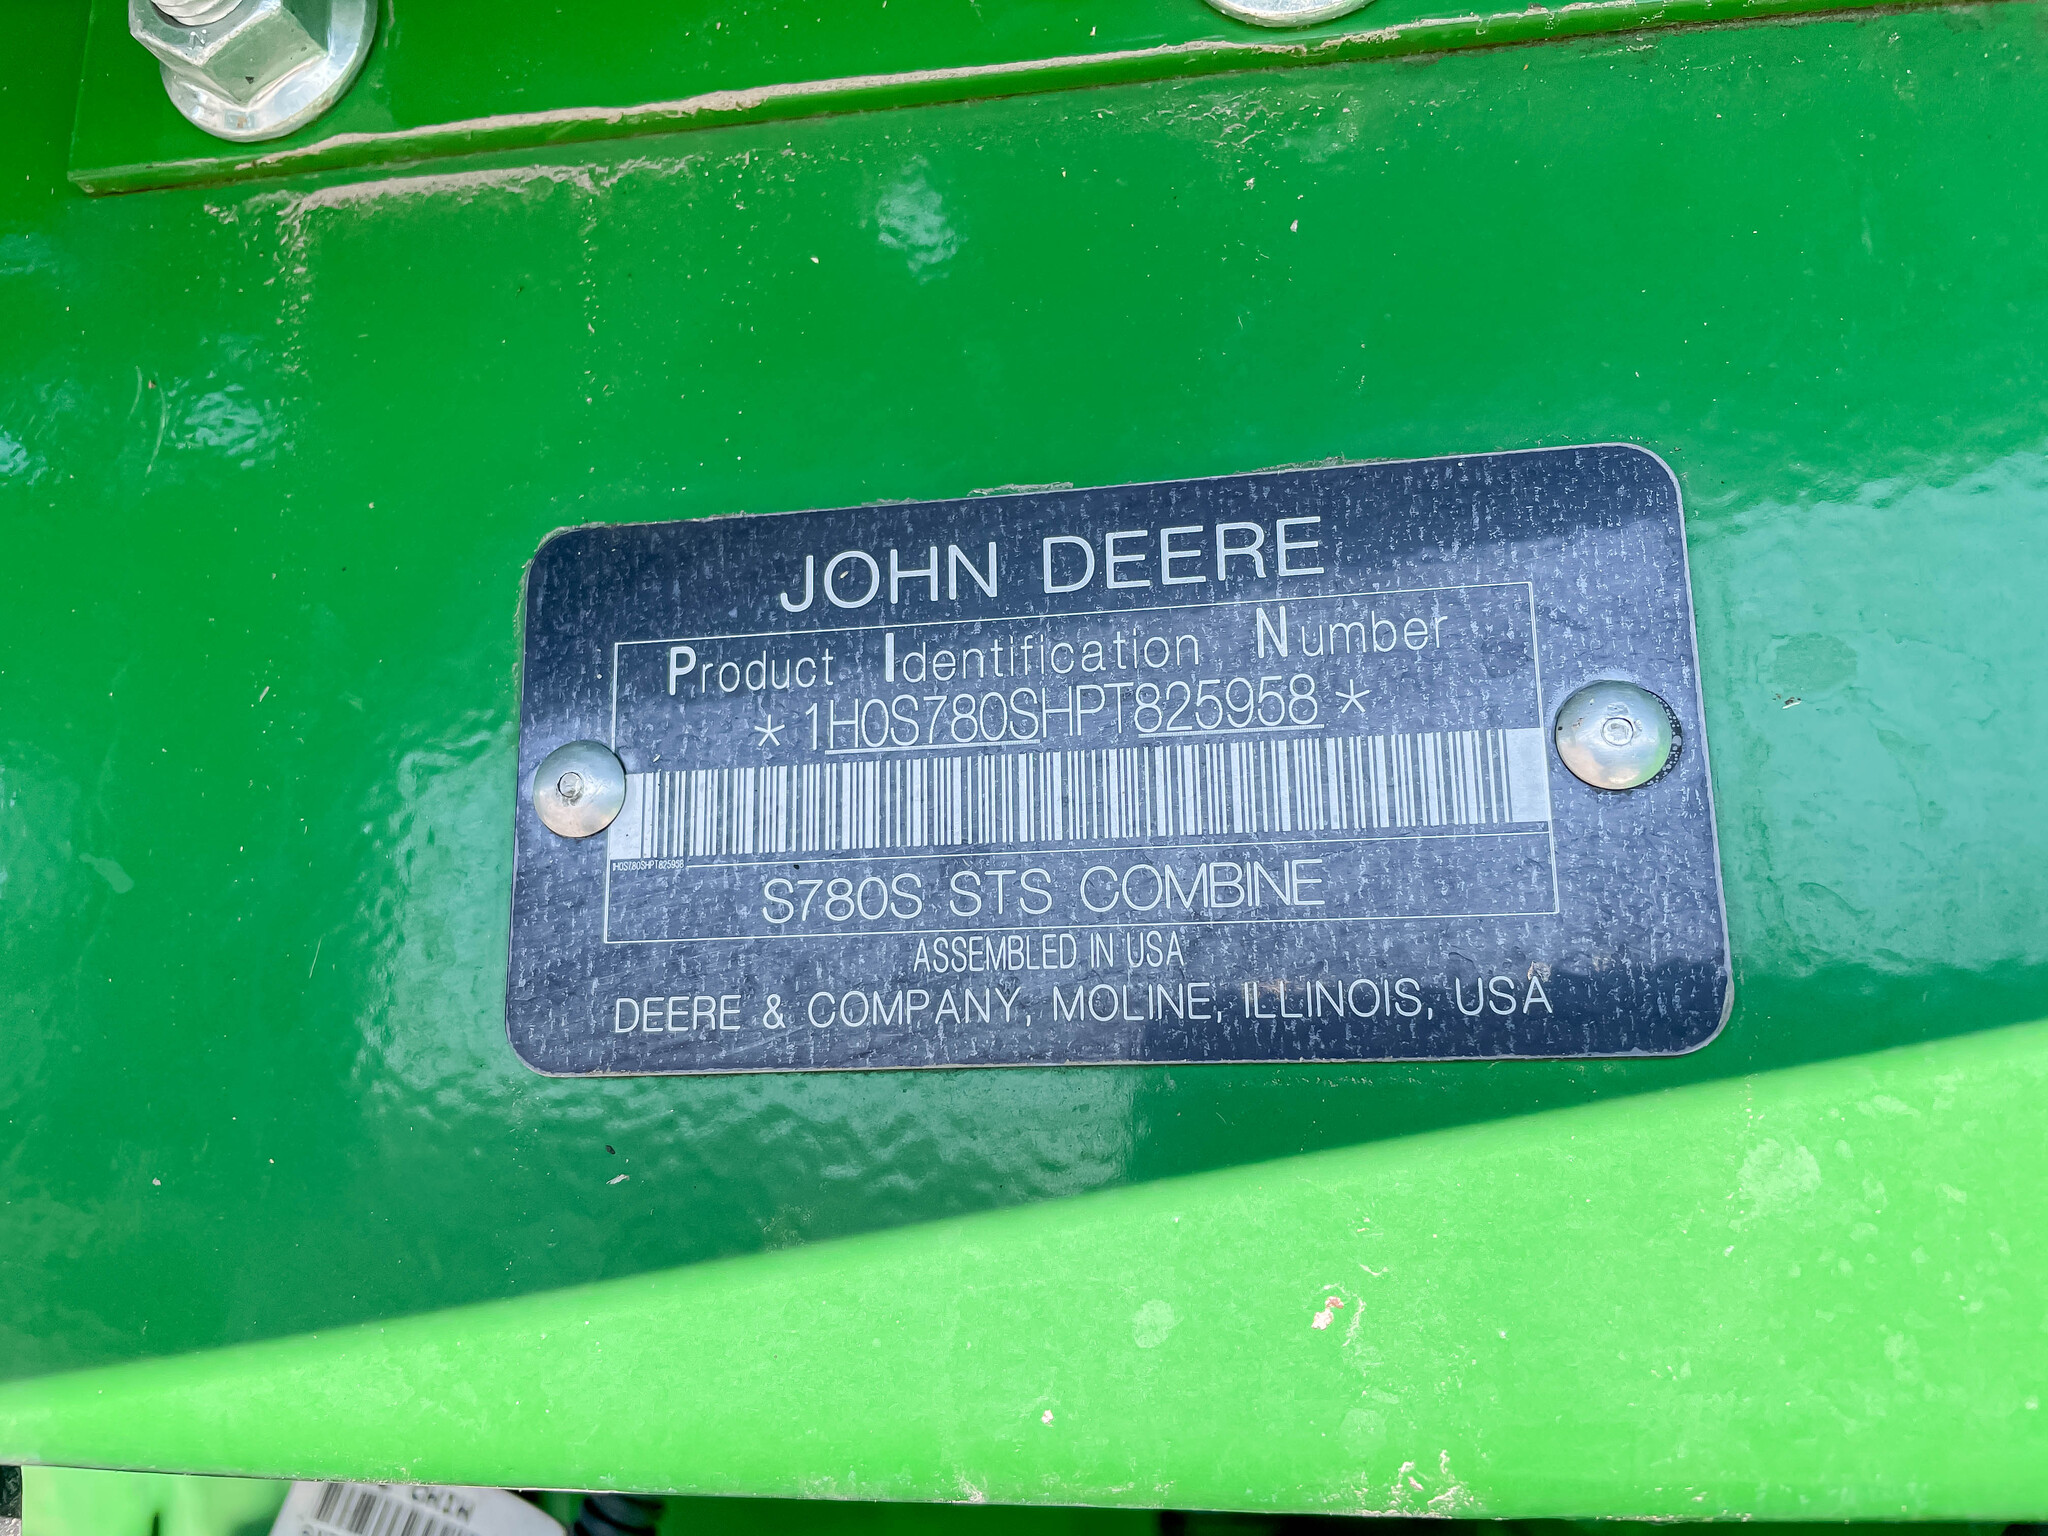 JOHN DEERE
Product Identification Number
* 1H0S780SHPT825958 *
1H0S780SHPT825958
S780S STS COMBINE
ASSEMBLED IN USA
DEERE & COMPANY, MOLINE, ILLINOIS, USA